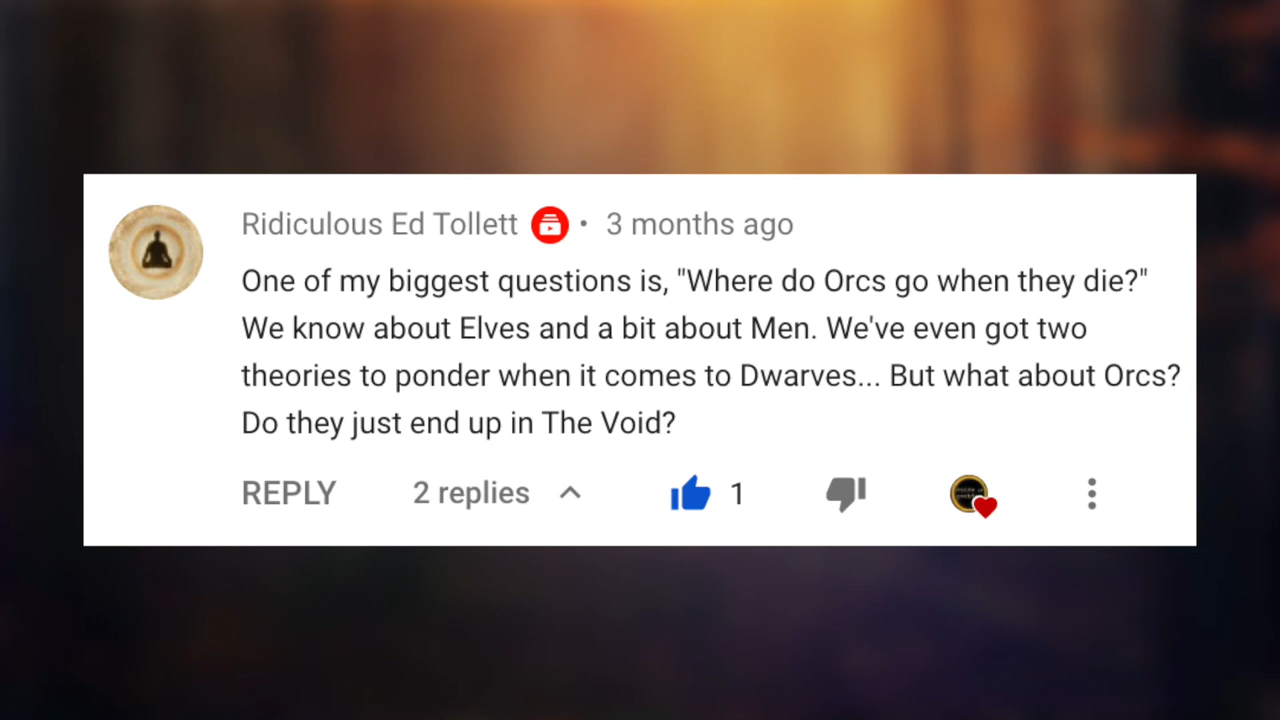 Ridiculous Ed Tollett • 3 months ago
One of my biggest questions is, "Where do Orcs go when they die?"
We know about Elves and a bit about Men. We've even got two
theories to ponder when it comes to Dwarves... But what about Orcs?
Do they just end up in The Void?
REPLY 2 replies 1